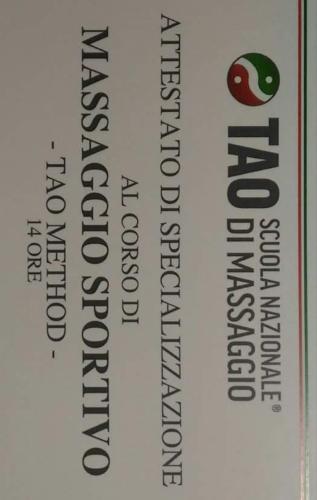 TAO SCUOLA NAZIONALE®
DI MASSAGGIO
ATTESTATO DI SPECIALIZZAZIONE
AL CORSO DI
MASSAGGIO SPORTIVO
- TAO METHOD -
14 ORE